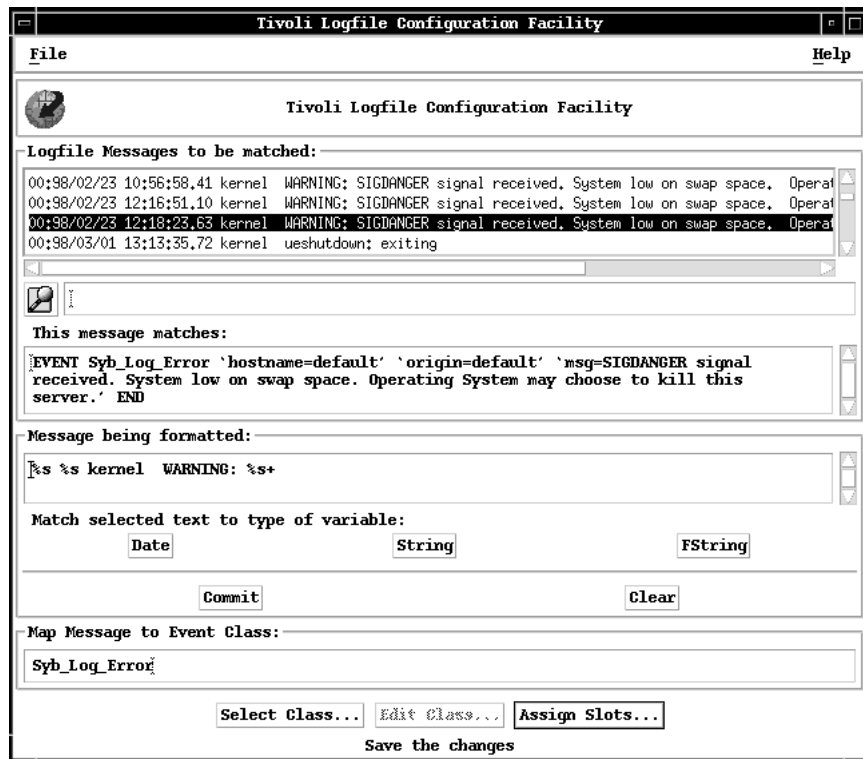 Tivoli Logfile Configuration Facility
File Help
Tivoli Logfile Configuration Facility
Logfile Messages to be matched:
00:98/02/23 10:56:58.41 kernel  WARNING: SIGDANGER signal received. System low on swap space.  Operat
00:98/02/23 12:16:51.10 kernel  WARNING: SIGDANGER signal received. System low on swap space.  Operat
00:98/02/23 12:18:23.63 kernel  WARNING: SIGDANGER signal received. System low on swap space.  Operat
00:98/03/01 13:13:35.72 kernel  ueshutdown: exiting
This message matches:
EVENT Syb_Log_Error `hostname=default´ `origin=default´ `msg=SIGDANGER signal
received. System low on swap space. Operating System may choose to kill this
server.´ END
Message being formatted:
%s %s kernel  WARNING: %s+
Match selected text to type of variable:
Date String FString
Commit Clear
Map Message to Event Class:
Syb_Log_Error
Select Class... Edit Class... Assign Slots...
Save the changes